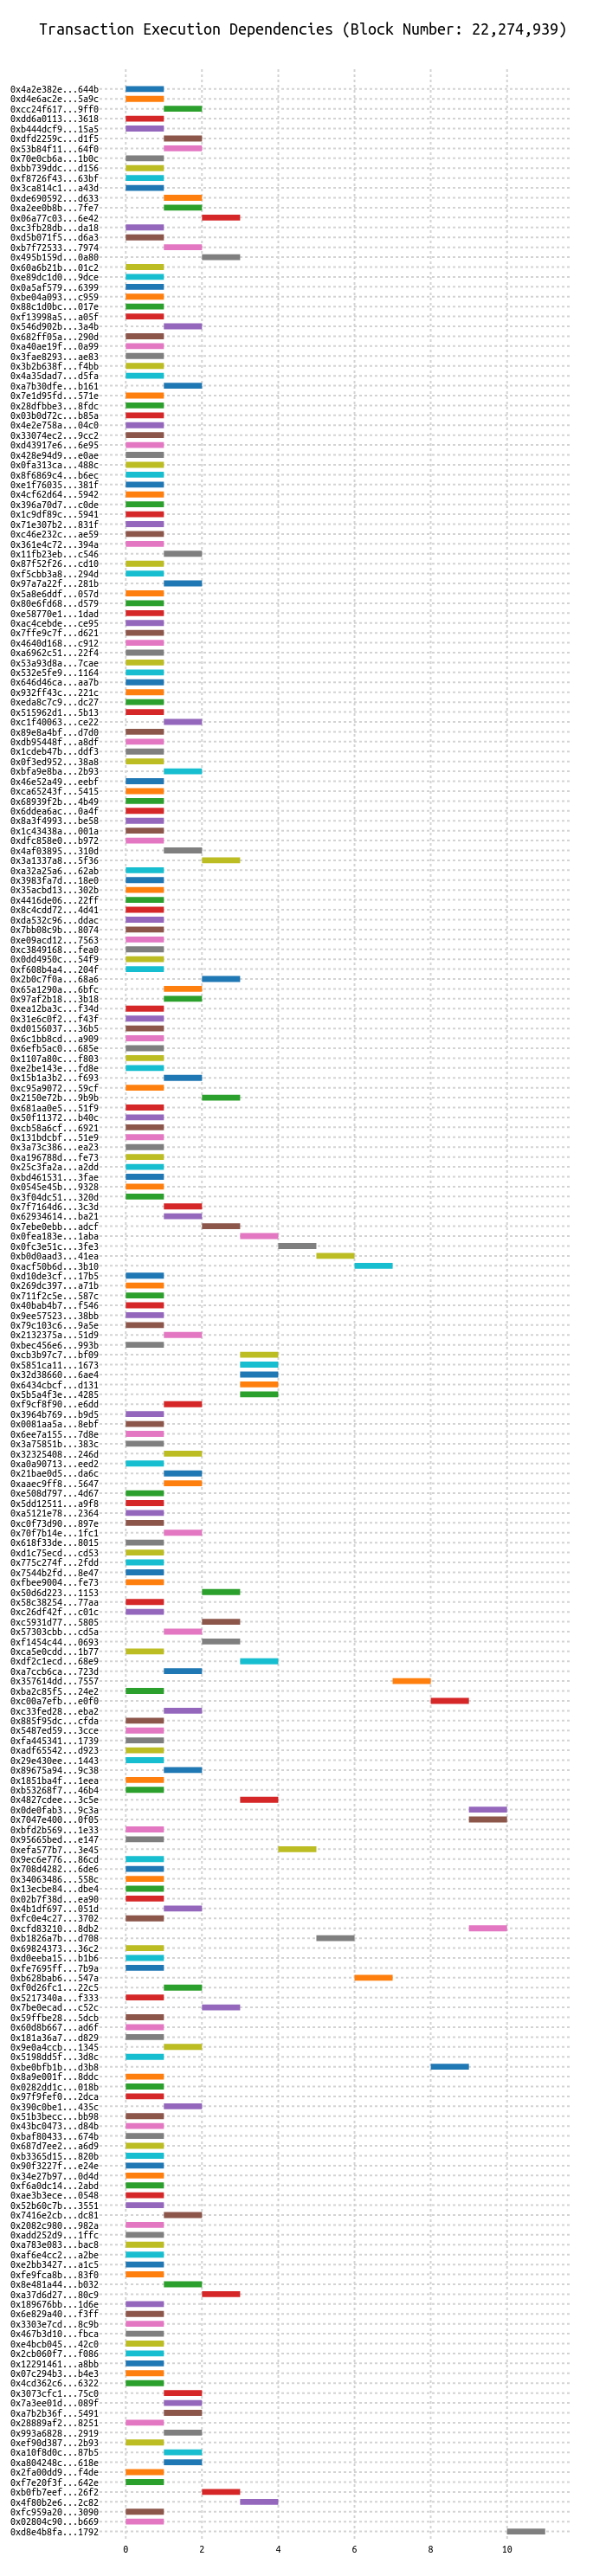 Transaction Execution Dependencies (Block Number: 22,274,939)
0x4a2e382e...644b
0xd4e6ac2e...5a9c
0xcc24f617...9ff0
0xdd6a0113...3618
0xb444dcf9...15a5
0xdfd2259c...d1f5
0x53b84f11...64f0
0x70e0cb6a...1b0c
0xbb739ddc...d156
0xf8726f43...63bf
0x3ca814c1...a43d
0xde690592...d633
0xa2ee0b8b...7fe7
0x06a77c03...6e42
0xc3fb28db...da18
0xd5b071f5...d6a3
0xb7f72533...7974
0x495b159d...0a80
0x60a6b21b...01c2
0xe89dc1d0...9dce
0x0a5af579...6399
0xbe04a093...c959
0x88c1d0bc...017e
0xf13998a5...a05f
0x546d902b...3a4b
0x682ff05a...290d
0xa40ae19f...0a99
0x3fae8293...ae83
0x3b2b638f...f4bb
0x4a35dad7...d5fa
0xa7b30dfe...b161
0x7e1d95fd...571e
0x28dfbbe3...8fdc
0x03b0d72c...b85a
0x4e2e758a...04c0
0x33074ec2...9cc2
0xd43917e6...6e95
0x428e94d9...e0ae
0x0fa313ca...488c
0x8f6869c4...b6ec
0xe1f76035...381f
0x4cf62d64...5942
0x396a70d7...c0de
0x1c9df89c...5941
0x71e307b2...831f
0xc46e232c...ae59
0x361e4c72...394a
0x11fb23eb...c546
0x87f52f26...cd10
0xf5cbb3a8...294d
0x97a7a22f...281b
0x5a8e6ddf...057d
0x80e6fd68...d579
0xe58770e1...1dad
0xac4cebde...ce95
0x7ffe9c7f...d621
0x4640d168...c912
0xa6962c51...22f4
0x53a93d8a...7cae
0x532e5fe9...1164
0x646d46ca...aa7b
0x932ff43c...221c
0xeda8c7c9...dc27
0x515962d1...5b13
0xc1f40063...ce22
0x89e8a4bf...d7d0
0xdb95448f...a8df
0x1cdeb47b...ddf3
0x0f3ed952...38a8
0xbfa9e8ba...2b93
0x46e52a49...eebf
0xca65243f...5415
0x68939f2b...4b49
0x6ddea6ac...0a4f
0x8a3f4993...be58
0x1c43438a...001a
0xdfc858e0...b972
0x4af03895...310d
0x3a1337a8...5f36
0xa32a25a6...62ab
0x3983fa7d...18e0
0x35acbd13...302b
0x4416de06...22ff
0x8c4cdd72...4d41
0xda532c96...ddac
0x7bb08c9b...8074
0xe09acd12...7563
0xc3849168...fea0
0x0dd4950c...54f9
0xf608b4a4...204f
0x2b0c7f0a...68a6
0x65a1290a...6bfc
0x97af2b18...3b18
0xea12ba3c...f34d
0x31e6c0f2...f43f
0xd0156037...36b5
0x6c1bb8cd...a909
0x6efb5ac0...685e
0x1107a80c...f803
0xe2be143e...fd8e
0x15b1a3b2...f693
0xc95a9072...59cf
0x2150e72b...9b9b
0x681aa0e5...51f9
0x50f11372...b40c
0xcb58a6cf...6921
0x131bdcbf...51e9
0x3a73c386...ea23
0xa196788d...fe73
0x25c3fa2a...a2dd
0xbd461531...3fae
0x0545e45b...9328
0x3f04dc51...320d
0x7f7164d6...3c3d
0x62934614...ba21
0x7ebe0ebb...adcf
0x0fea183e...1aba
0x0fc3e51c...3fe3
0xb0d0aad3...41ea
0xacf50b6d...3b10
0xd10de3cf...17b5
0x269dc397...a71b
0x711f2c5e...587c
0x40bab4b7...f546
0x9ee57523...38bb
0x79c103c6...9a5e
0x2132375a...51d9
0xbec456e6...993b
0xcb3b97c7...bf09
0x5851ca11...1673
0x32d38660...6ae4
0x6434cbcf...d131
0x5b5a4f3e...4285
0xf9cf8f90...e6dd
0x3964b769...b9d5
0x0081aa5a...8ebf
0x6ee7a155...7d8e
0x3a75851b...383c
0x32325408...246d
0xa0a90713...eed2
0x21bae0d5...da6c
0xaaec9ff8...5647
0xe508d797...4d67
0x5dd12511...a9f8
0xa5121e78...2364
0xc0f73d90...897e
0x70f7b14e...1fc1
0x618f33de...8015
0xd1c75ecd...cd53
0x775c274f...2fdd
0x7544b2fd...8e47
0xfbee9004...fe73
0x50d6d223...1153
0x58c38254...77aa
0xc26df42f...c01c
0xc5931d77...5805
0x57303cbb...cd5a
0xf1454c44...0693
0xca5e0cdd...1b77
0xdf2c1ecd...68e9
0xa7ccb6ca...723d
0x357614dd...7557
0xba2c85f5...24e2
0xc00a7efb...e0f0
0xc33fed28...eba2
0x885f95dc...cfda
0x5487ed59...3cce
0xfa445341...1739
0xadf65542...d923
0x29e430ee...1443
0x89675a94...9c38
0x1851ba4f...1eea
0xb53268f7...46b4
0x4827cdee...3c5e
0x0de0fab3...9c3a
0x7047e400...0f05
0xbfd2b569...1e33
0x95665bed...e147
0xefa577b7...3e45
0x9ec6e776...86cd
0x708d4282...6de6
0x34063486...558c
0x13ecbe84...dbe4
0x02b7f38d...ea90
0x4b1df697...051d
0xfc0e4c27...3702
0xcfd83210...8db2
0xb1826a7b...d708
0x69824373...36c2
0xd0eeba15...b1b6
0xfe7695ff...7b9a
0xb628bab6...547a
0xf0d26fc1...22c5
0x5217340a...f333
0x7be0ecad...c52c
0x59ffbe28...5dcb
0x60d8b667...ad6f
0x181a36a7...d829
0x9e0a4ccb...1345
0x5198dd5f...3d8c
0xbe0bfb1b...d3b8
0x8a9e001f...8ddc
0x0282dd1c...018b
0x97f9fef0...2dca
0x390c0be1...435c
0x51b3becc...bb98
0x43bc0473...d84b
0xbaf80433...674b
0x687d7ee2...a6d9
0xb3365d15...820b
0x90f3227f...e24e
0x34e27b97...0d4d
0xf6a0dc14...2abd
0xae3b3ece...0548
0x52b60c7b...3551
0x7416e2cb...dc81
0x2082c980...982a
0xadd252d9...1ffc
0xa783e083...bac8
0xaf6e4cc2...a2be
0xe2bb3427...a1c5
0xfe9fca8b...83f0
0x8e481a44...b032
0xa37d6d27...80c9
0x189676bb...1d6e
0x6e829a40...f3ff
0x3303e7cd...8c9b
0x467b3d10...fbca
0xe4bcb045...42c0
0x2cb060f7...f086
0x12291461...a8bb
0x07c294b3...b4e3
0x4cd362c6...6322
0x3073cfc1...75c0
0x7a3ee01d...089f
0xa7b2b36f...5491
0x28889af2...8251
0x993a6828...2919
0xef90d387...2b93
0xa10f8d0c...87b5
0xa804248c...618e
0x2fa00dd9...f4de
0xf7e20f3f...642e
0xb0fb7eef...26f2
0x4f80b2e6...2c82
0xfc959a20...3090
0x02804c90...b669
0xd8e4b8fa...1792
0 2 4 6 8 10